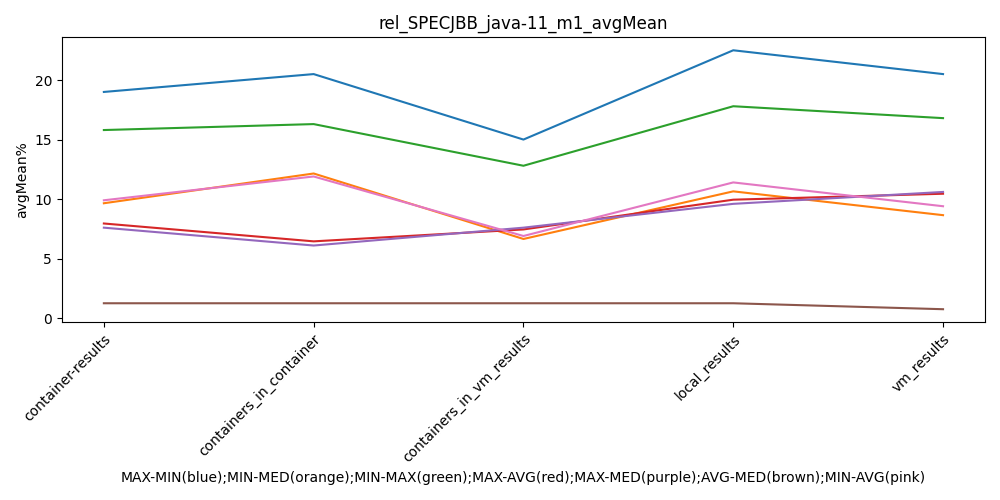 rel_SPECJBB_java-11_m1_avgMean
avgMean%
20
15
10
5
0
container-results
containers_in_container
containers_in_vm_results
local_results
vm_results
MAX-MIN(blue);MIN-MED(orange);MIN-MAX(green);MAX-AVG(red);MAX-MED(purple);AVG-MED(brown);MIN-AVG(pink)